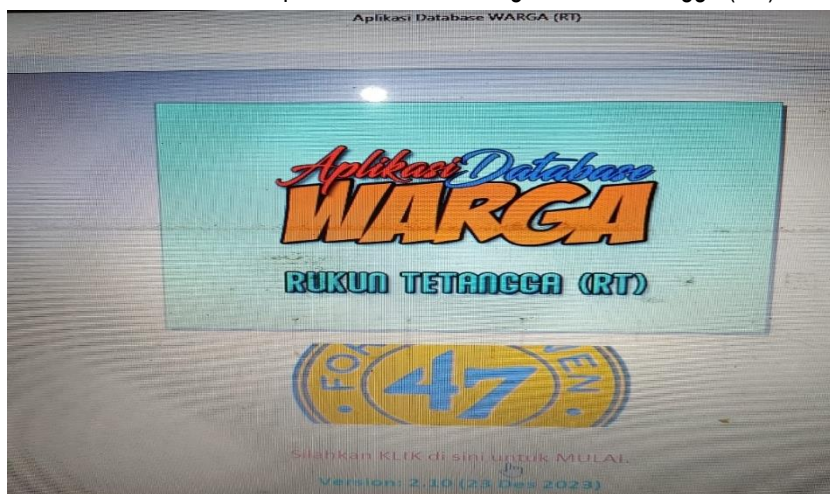 Aplikasi Database WARGA (RT)
Aplikasi Database
WARGA
RUKUN TETANGGA (RT)
47
Silahkan KLIK di sini untuk MULAI.
Version: 2.10 (23 Des 2023)